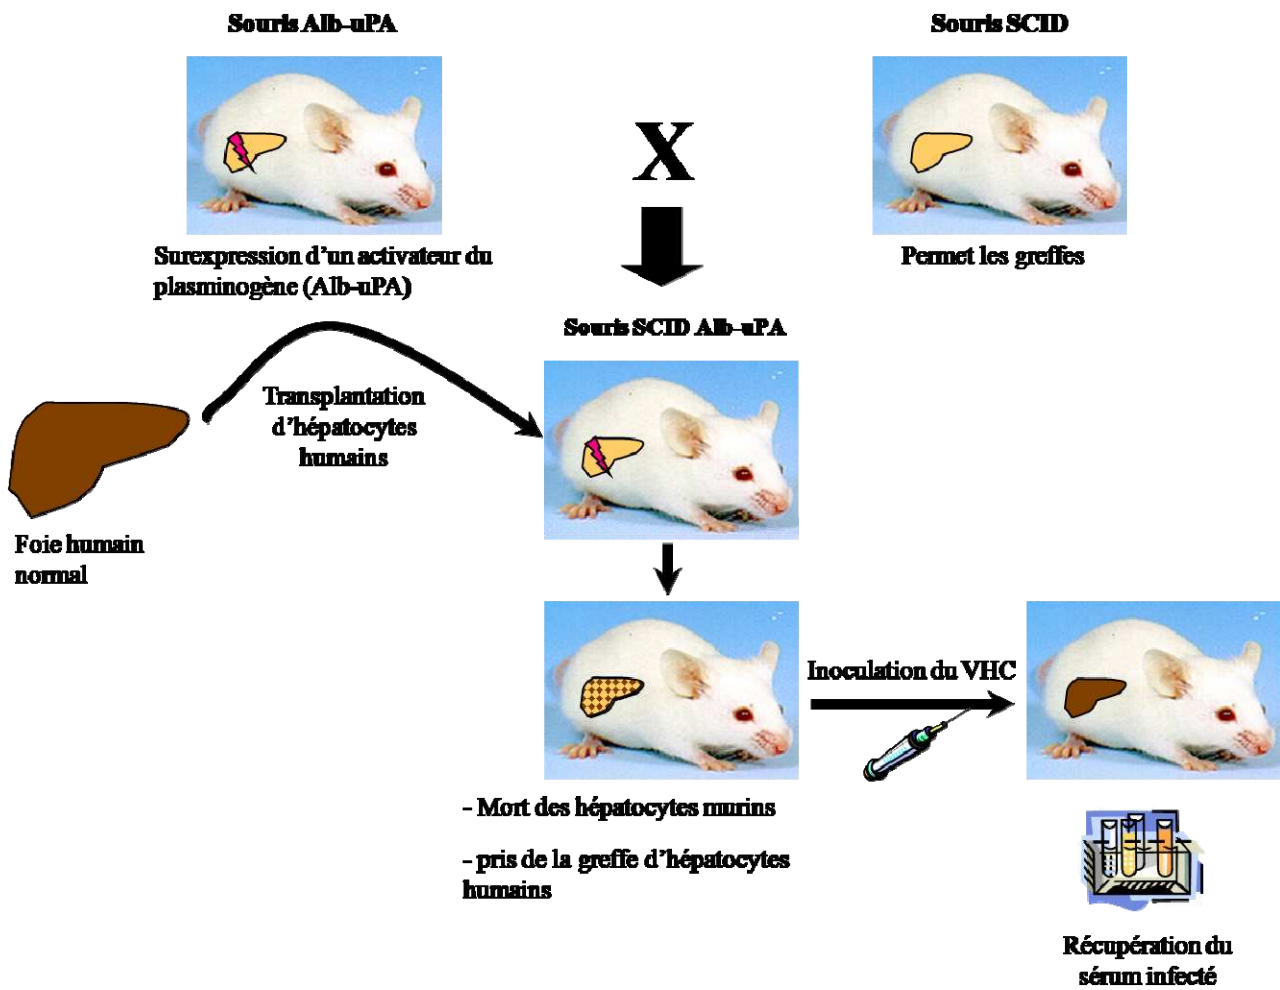 Souris Alb-uPA
Souris SCID
X
Surexpression d'un activateur du
plasminogène (Alb-uPA)
Permet les greffes
Souris SCID Alb-uPA
Transplantation
d'hépatocytes
humains
Foie humain
normal
Inoculation du VHC
- Mort des hépatocytes murins
- pris de la greffe d'hépatocytes
humains
Récupération du
sérum infecté